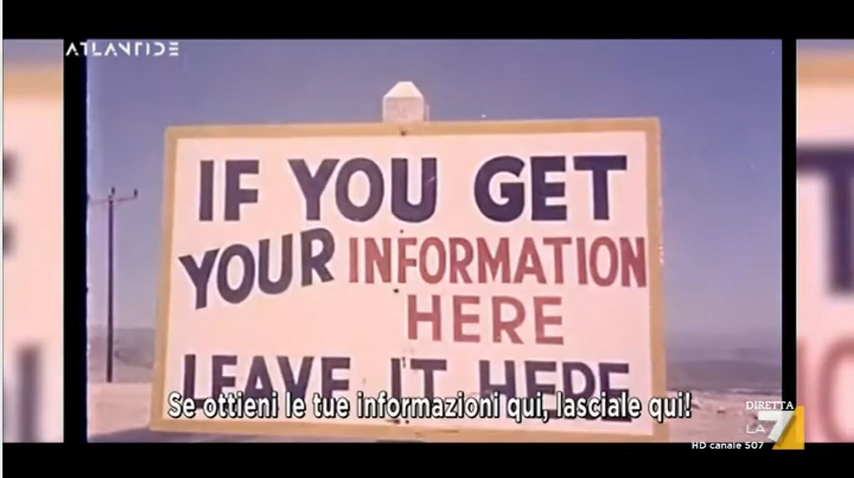 ATLANTIDE
IF YOU GET
YOUR INFORMATION
HERE
LEAVE IT HERE
Se ottieni le tue informazioni qui, lasciale qui!
DIRETTA
LA 7
HD canale 507